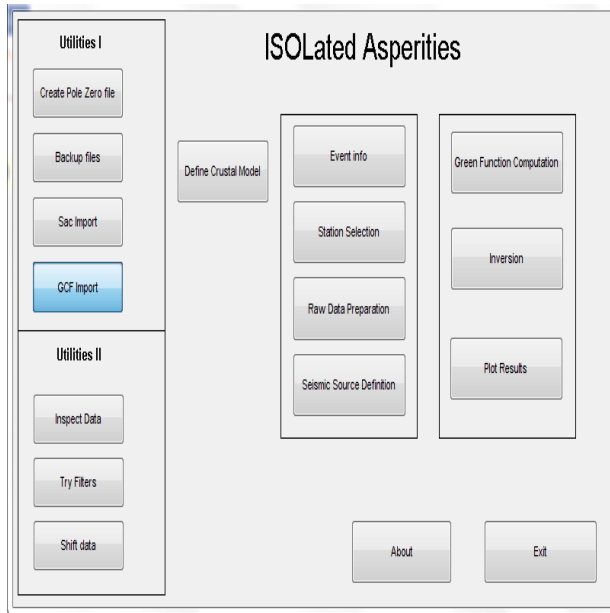 ISOLated Asperities
Utilities I
Create Pole Zero file
Backup files
Sac Import
GCF Import
Utilities II
Inspect Data
Try Filters
Shift data
Define Crustal Model
Event info
Station Selection
Raw Data Preparation
Seismic Source Definition
Green Function Computation
Inversion
Plot Results
About
Exit